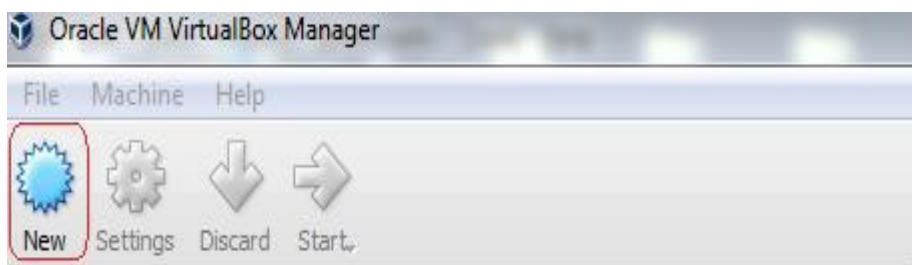 Oracle VM VirtualBox Manager
File Machine Help
New Settings Discard Start